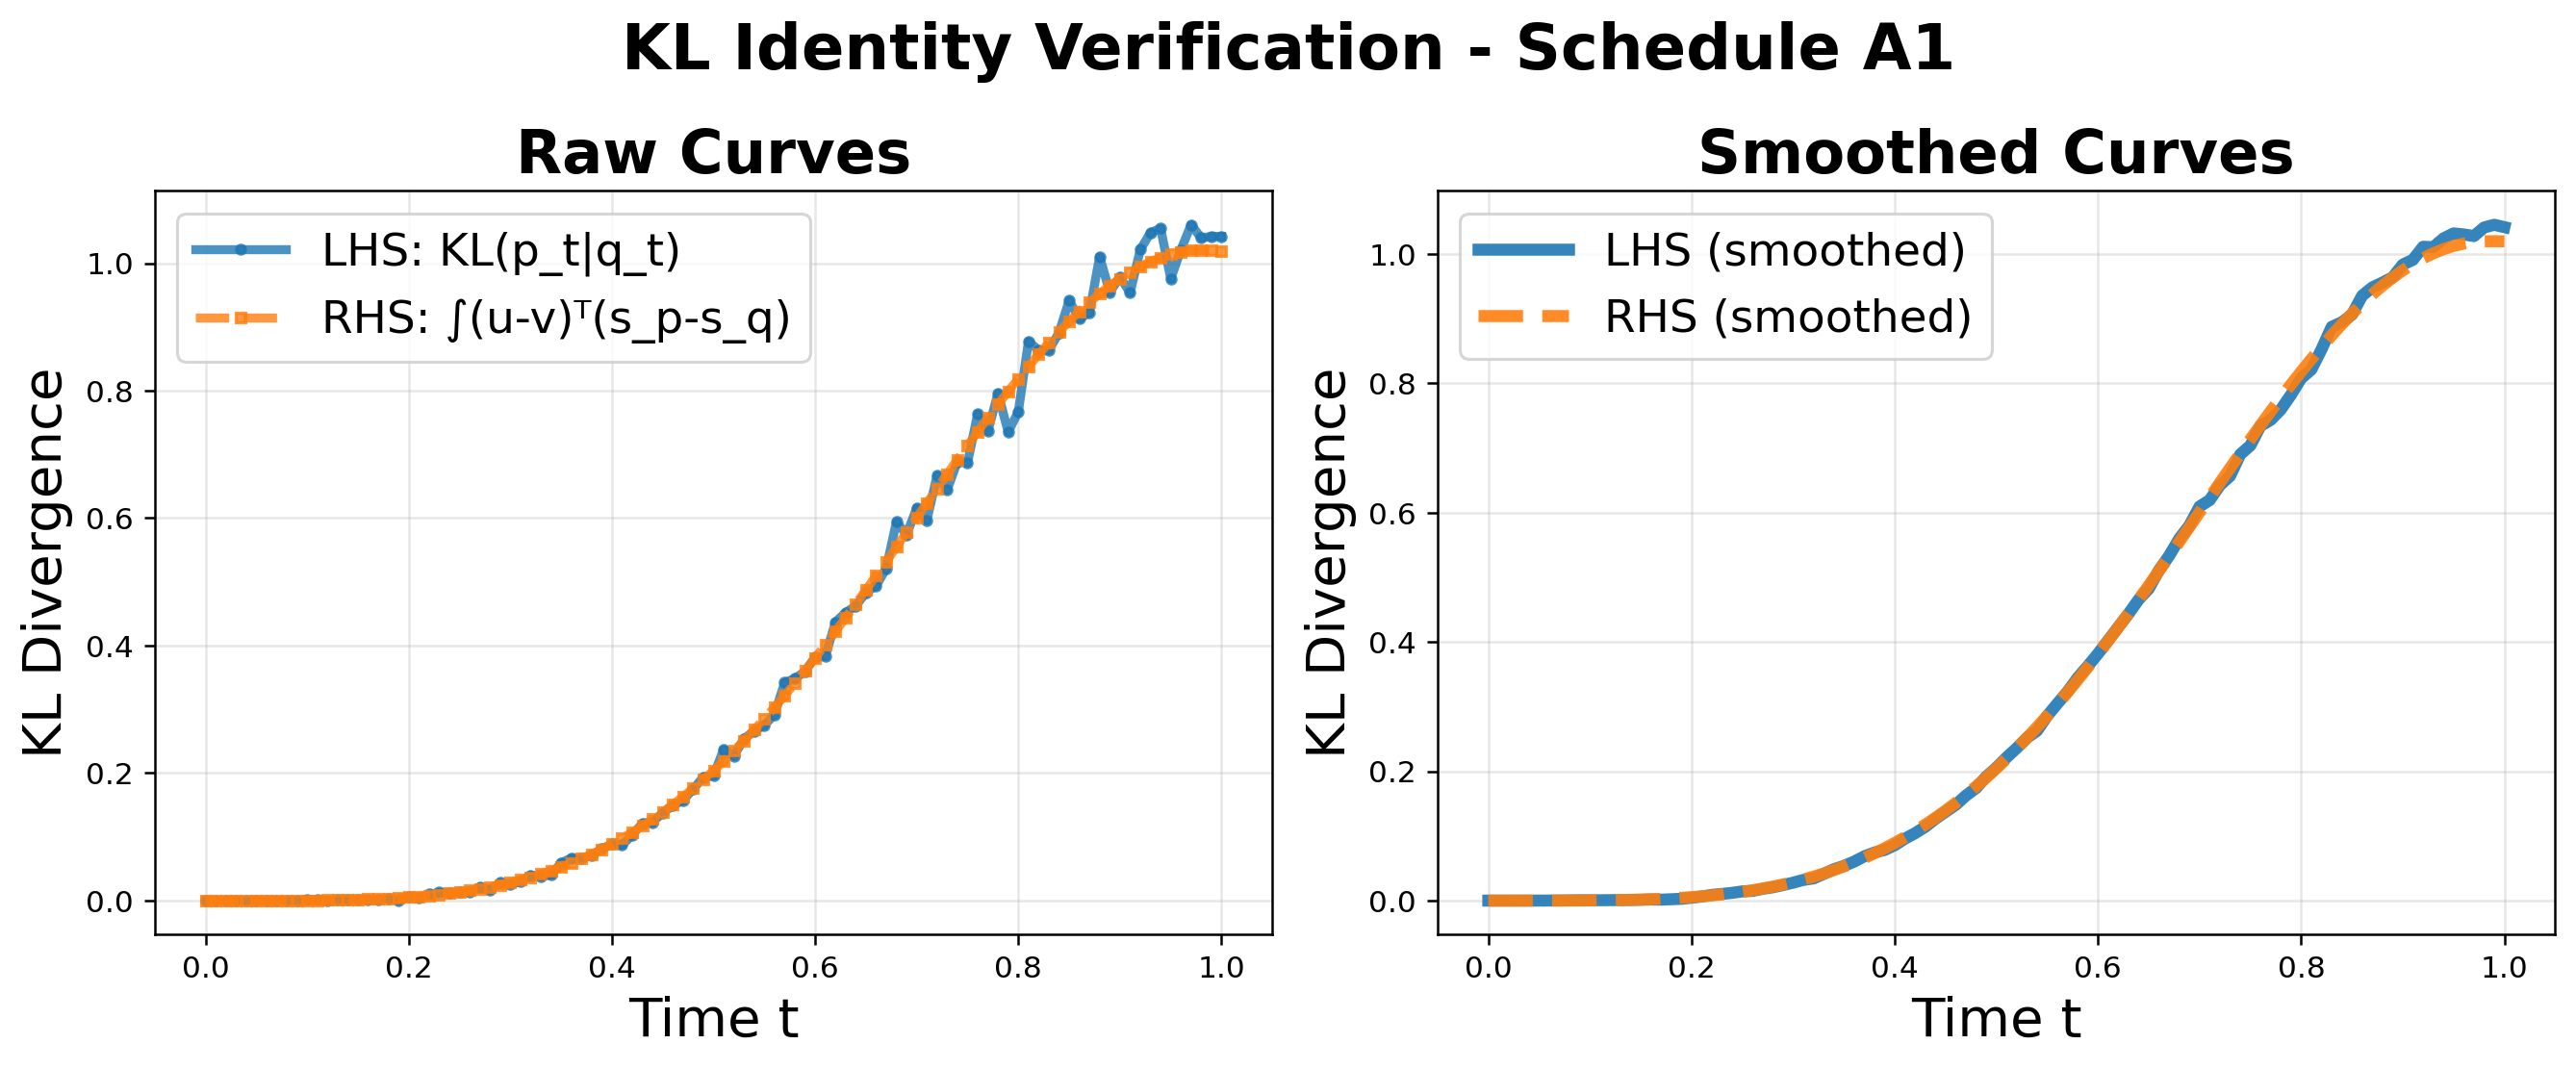 KL Identity Verification - Schedule A1
Raw Curves
LHS: KL(p_t|q_t)
RHS: ∫(u-v)ᵀ(s_p-s_q)
KL Divergence
1.0
0.8
0.6
0.4
0.2
0.0
0.0 0.2 0.4 0.6 0.8 1.0
Time t
Smoothed Curves
LHS (smoothed)
RHS (smoothed)
KL Divergence
1.0
0.8
0.6
0.4
0.2
0.0
0.0 0.2 0.4 0.6 0.8 1.0
Time t